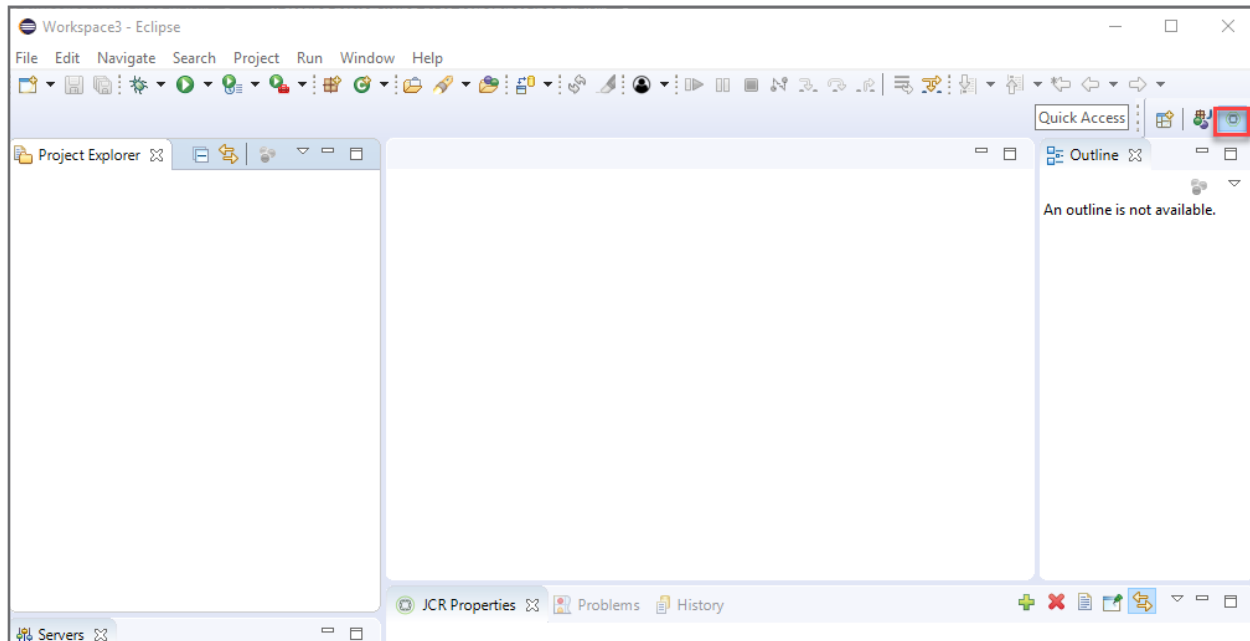 Workspace3 - Eclipse
File Edit Navigate Search Project Run Window Help
Quick Access
Project Explorer
Outline
An outline is not available.
JCR Properties Problems History
Servers